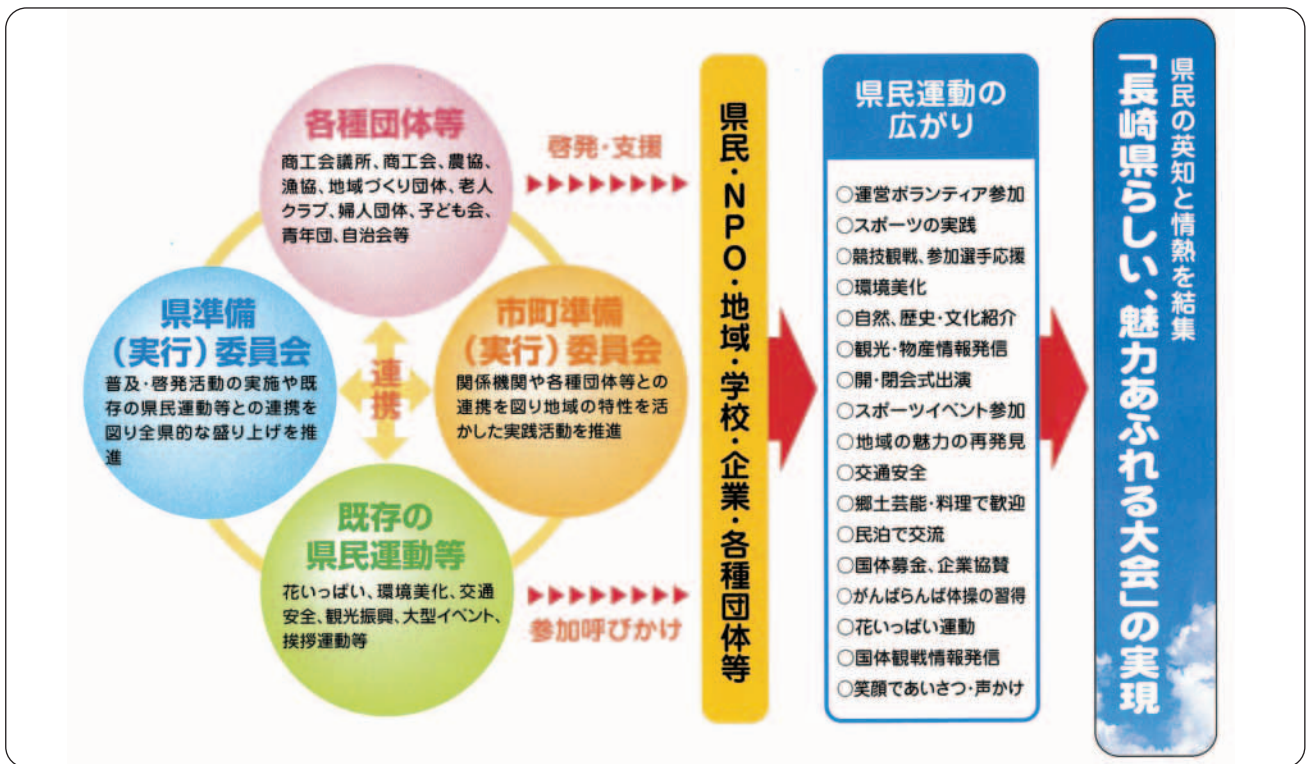 各種団体等
商工会議所、商工会、農協、
漁協、地域づくり団体、老人
クラブ、婦人団体、子ども会、
青年団、自治会等
県準備
（実行）委員会
普及・啓発活動の実施や既
存の県民運動等との連携を
図り全県的な盛り上げを推
進
連携
市町準備
（実行）委員会
関係機関や各種団体等との
連携を図り地域の特性を活
かした実践活動を推進
既存の
県民運動等
花いっぱい、環境美化、交通
安全、観光振興、大型イベント、
挨拶運動等
啓発・支援
参加呼びかけ
県民・NPO・地域・学校・企業・各種団体等
県民運動の
広がり
○運営ボランティア参加
○スポーツの実践
○競技観戦、参加選手応援
○環境美化
○自然、歴史・文化紹介
○観光・物産情報発信
○開・閉会式出演
○スポーツイベント参加
○地域の魅力の再発見
○交通安全
○郷土芸能・料理で歓迎
○民泊で交流
○国体募金、企業協賛
○がんばらんば体操の習得
○花いっぱい運動
○国体観戦情報発信
○笑顔であいさつ・声かけ
県民の英知と情熱を結集
「長崎県らしい、魅力あふれる大会」の実現